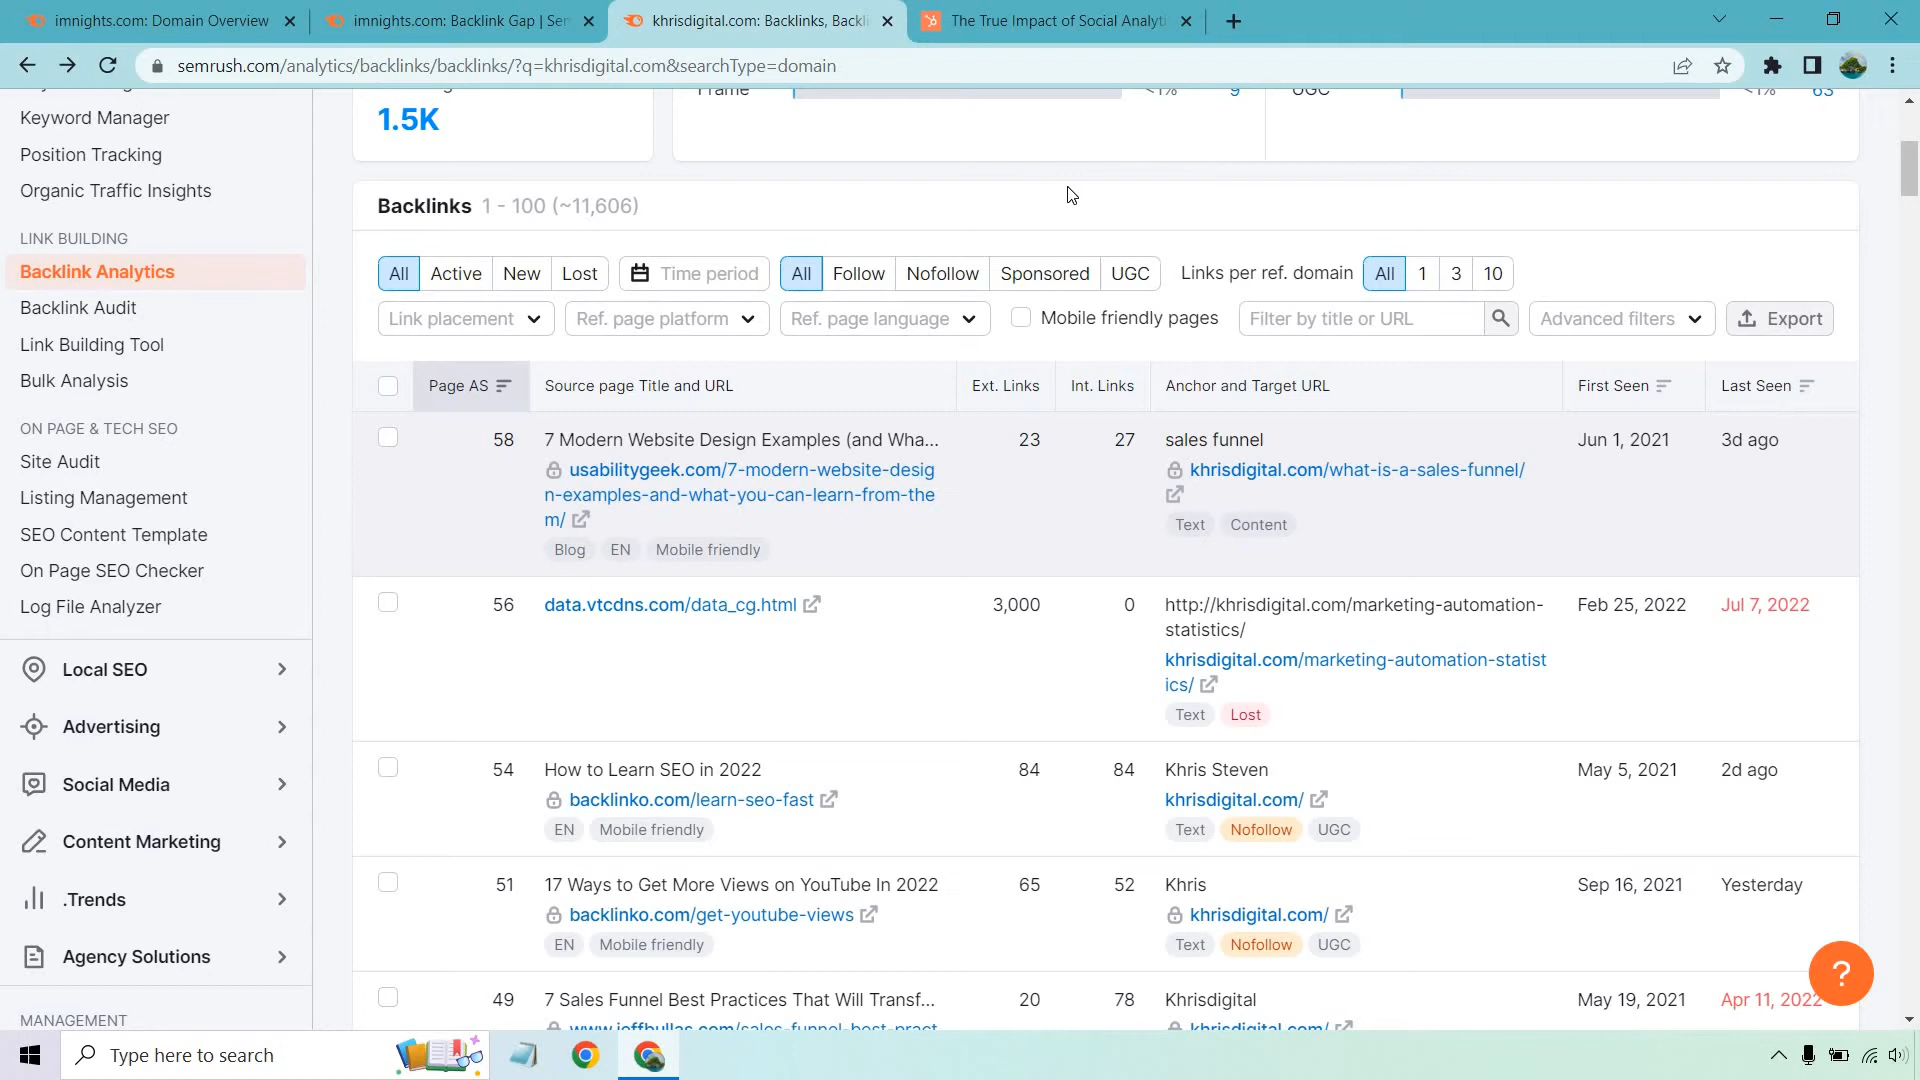 imnights.com: Domain Overview
imnights.com: Backlink Gap | Sem
khrisdigital.com: Backlinks, Backli
The True Impact of Social Analyti
semrush.com/analytics/backlinks/backlinks/?q=khrisdigital.com&searchType=domain
Keyword Manager
Position Tracking
Organic Traffic Insights
LINK BUILDING
Backlink Analytics
Backlink Audit
Link Building Tool
Bulk Analysis
ON PAGE & TECH SEO
Site Audit
Listing Management
SEO Content Template
On Page SEO Checker
Log File Analyzer
Local SEO
Advertising
Social Media
Content Marketing
.Trends
Agency Solutions
MANAGEMENT
1.5K
Frame <1% 9
UGC <1% 63
Backlinks 1 - 100 (~11,606)
All Active New Lost Time period All Follow Nofollow Sponsored UGC Links per ref. domain All 1 3 10
Link placement Ref. page platform Ref. page language Mobile friendly pages Filter by title or URL Advanced filters Export
Page AS Source page Title and URL Ext. Links Int. Links Anchor and Target URL First Seen Last Seen
58 7 Modern Website Design Examples (and Wha... 23 27 sales funnel Jun 1, 2021 3d ago
usabilitygeek.com/7-modern-website-desig khrisdigital.com/what-is-a-sales-funnel/
n-examples-and-what-you-can-learn-from-the
m/
Text Content
Blog EN Mobile friendly
56 data.vtcdns.com/data_cg.html 3,000 0 http://khrisdigital.com/marketing-automation- Feb 25, 2022 Jul 7, 2022
statistics/
khrisdigital.com/marketing-automation-statist
ics/
Text Lost
54 How to Learn SEO in 2022 84 84 Khris Steven May 5, 2021 2d ago
backlinko.com/learn-seo-fast khrisdigital.com/
EN Mobile friendly Text Nofollow UGC
51 17 Ways to Get More Views on YouTube In 2022 65 52 Khris Sep 16, 2021 Yesterday
backlinko.com/get-youtube-views khrisdigital.com/
EN Mobile friendly Text Nofollow UGC
49 7 Sales Funnel Best Practices That Will Transf... 20 78 Khrisdigital May 19, 2021 Apr 11, 2022
www.jeffbullas.com/sales-funnel-best-pract khrisdigital.com/
?
Type here to search